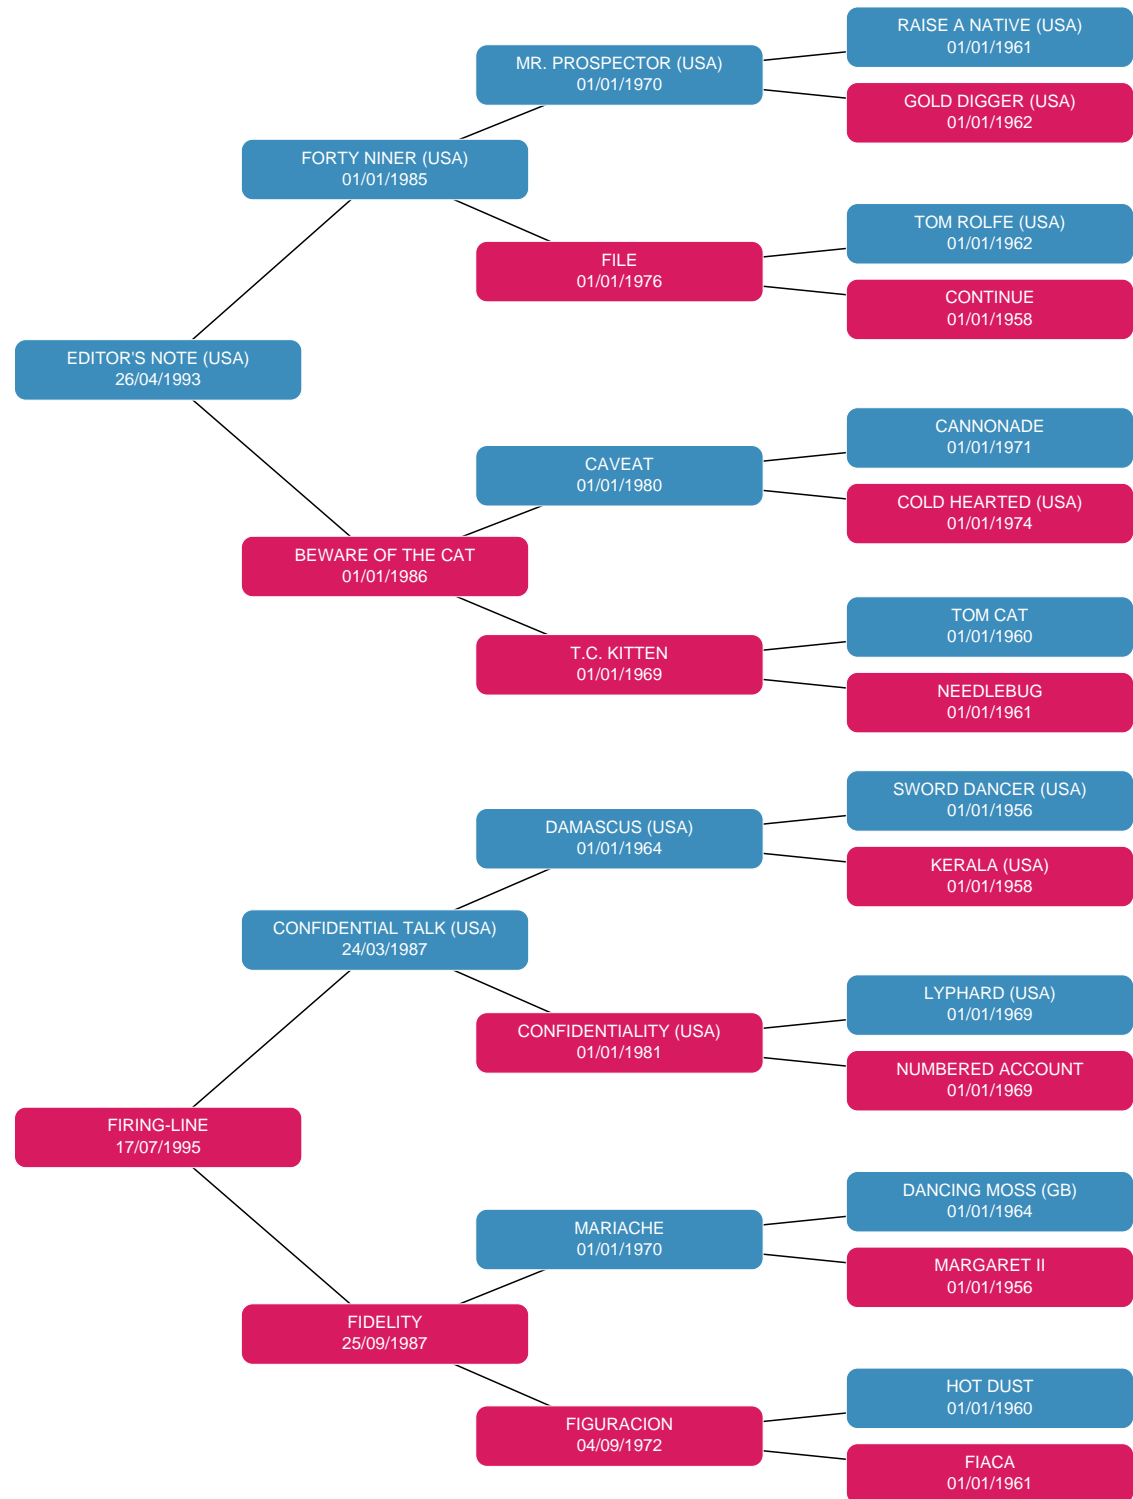 RAISE A NATIVE (USA)
01/01/1961
MR. PROSPECTOR (USA)
01/01/1970
GOLD DIGGER (USA)
01/01/1962
FORTY NINER (USA)
01/01/1985
TOM ROLFE (USA)
01/01/1962
FILE
01/01/1976
CONTINUE
01/01/1958
EDITOR'S NOTE (USA)
26/04/1993
CANNONADE
01/01/1971
CAVEAT
01/01/1980
COLD HEARTED (USA)
01/01/1974
BEWARE OF THE CAT
01/01/1986
TOM CAT
01/01/1960
T.C. KITTEN
01/01/1969
NEEDLEBUG
01/01/1961
SWORD DANCER (USA)
01/01/1956
DAMASCUS (USA)
01/01/1964
KERALA (USA)
01/01/1958
CONFIDENTIAL TALK (USA)
24/03/1987
LYPHARD (USA)
01/01/1969
CONFIDENTIALITY (USA)
01/01/1981
NUMBERED ACCOUNT
01/01/1969
FIRING-LINE
17/07/1995
DANCING MOSS (GB)
01/01/1964
MARIACHE
01/01/1970
MARGARET II
01/01/1956
FIDELITY
25/09/1987
HOT DUST
01/01/1960
FIGURACION
04/09/1972
FIACA
01/01/1961